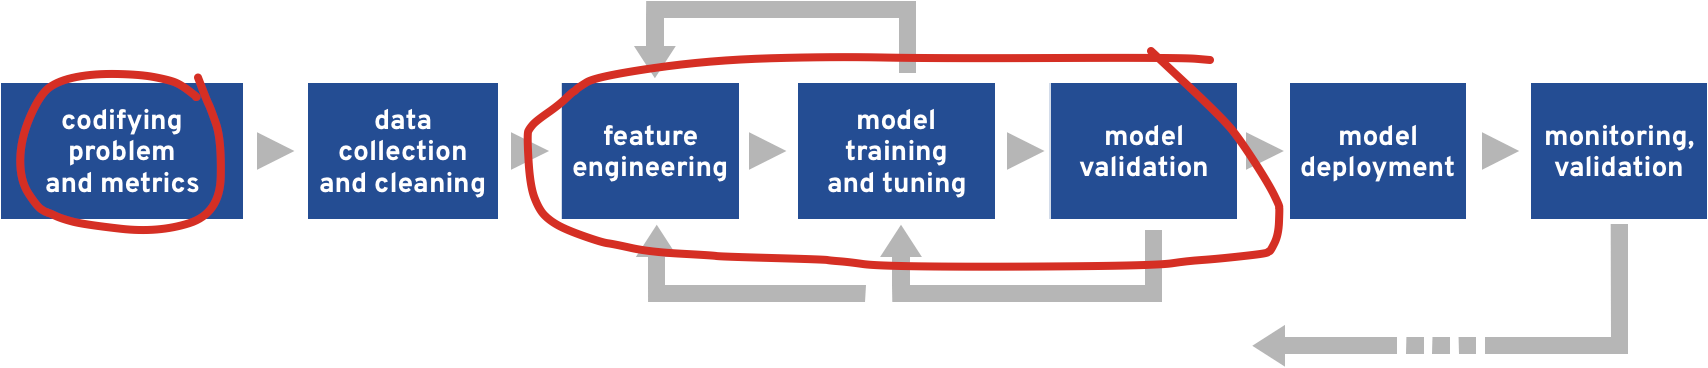 codifying
problem
and metrics
data
collection
and cleaning
feature
engineering
model
training
and tuning
model
validation
model
deployment
monitoring,
validation